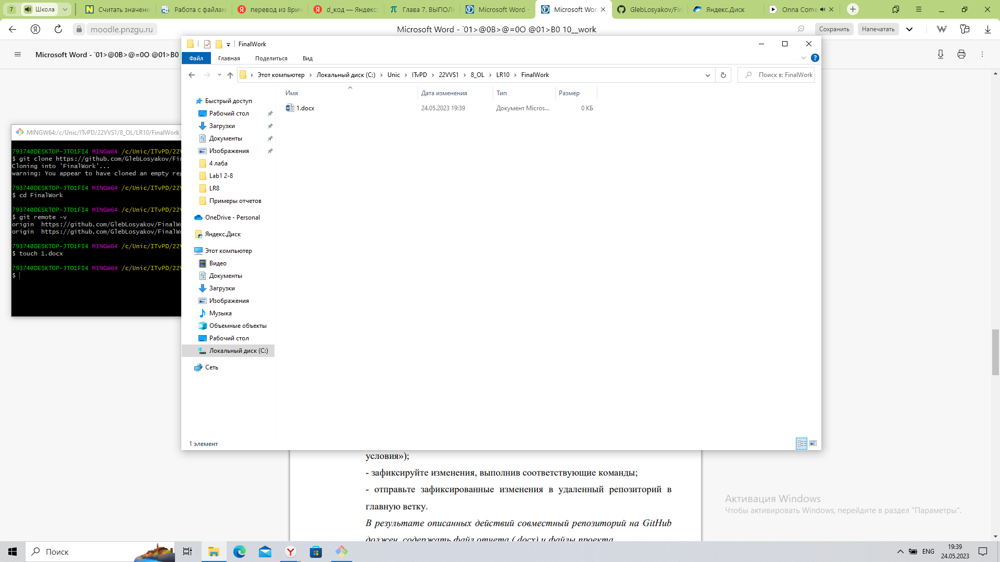 7
Школа
Считать значени
Работа с файлам
перевод из 8рич
d_код — Яндекс:
Глава 7. ВЫПОЛН
Microsoft Word -
Microsoft Wor
GlebLosyakov/Fin
Яндекс.Диск
Onna Come
moodle.pnzgu.ru
Microsoft Word - '01>@0B>@=0O @01>B0 10__work
Сохранить
Напечатать
Microsoft Word - '01>@0B>@=0O @01>B0
FinalWork
Файл
Главная
Поделиться
Вид
Этот компьютер
Локальный диск (C:)
Unic
ITvPD
22VVS1
8_OL
LR10
FinalWork
Поиск в: FinalWork
Имя
Дата изменения
Тип
Размер
1.docx
24.05.2023 19:39
Документ Micros...
0 КБ
Быстрый доступ
Рабочий стол
Загрузки
Документы
Изображения
4 лаба
Lab1 2-8
LR8
Примеры отчетов
OneDrive - Personal
Яндекс.Диск
Этот компьютер
Видео
Документы
Загрузки
Изображения
Музыка
Объемные объекты
Рабочий стол
Локальный диск (C:)
Сеть
1 элемент
MINGW64:/c/Unic/ITvPD/22VVS1/8_OL/LR10/FinalWork
79374@DESKTOP-JTO1FI4 MINGW64 /c/Unic/ITvPD/22V
$ git clone https://github.com/GlebLosyakov/Fin
Cloning into 'FinalWork'...
warning: You appear to have cloned an empty rep
79374@DESKTOP-JTO1FI4 MINGW64 /c/Unic/ITvPD/22V
$ cd FinalWork
79374@DESKTOP-JTO1FI4 MINGW64 /c/Unic/ITvPD/22V
$ git remote -v
origin  https://github.com/GlebLosyakov/FinalWo
origin  https://github.com/GlebLosyakov/FinalWo
79374@DESKTOP-JTO1FI4 MINGW64 /c/Unic/ITvPD/22V
$ touch 1.docx
79374@DESKTOP-JTO1FI4 MINGW64 /c/Unic/ITvPD/22V
$
условия»);
- зафиксируйте изменения, выполнив соответствующие команды;
- отправьте зафиксированные изменения в удаленный репозиторий в
главную ветку.
В результате описанных действий совместный репозиторий на GitHub
должен содержать файл отчета (.docx) и файлы проекта
Активация Windows
Чтобы активировать Windows, перейдите в раздел "Параметры".
Поиск
ENG
19:39
24.05.2023